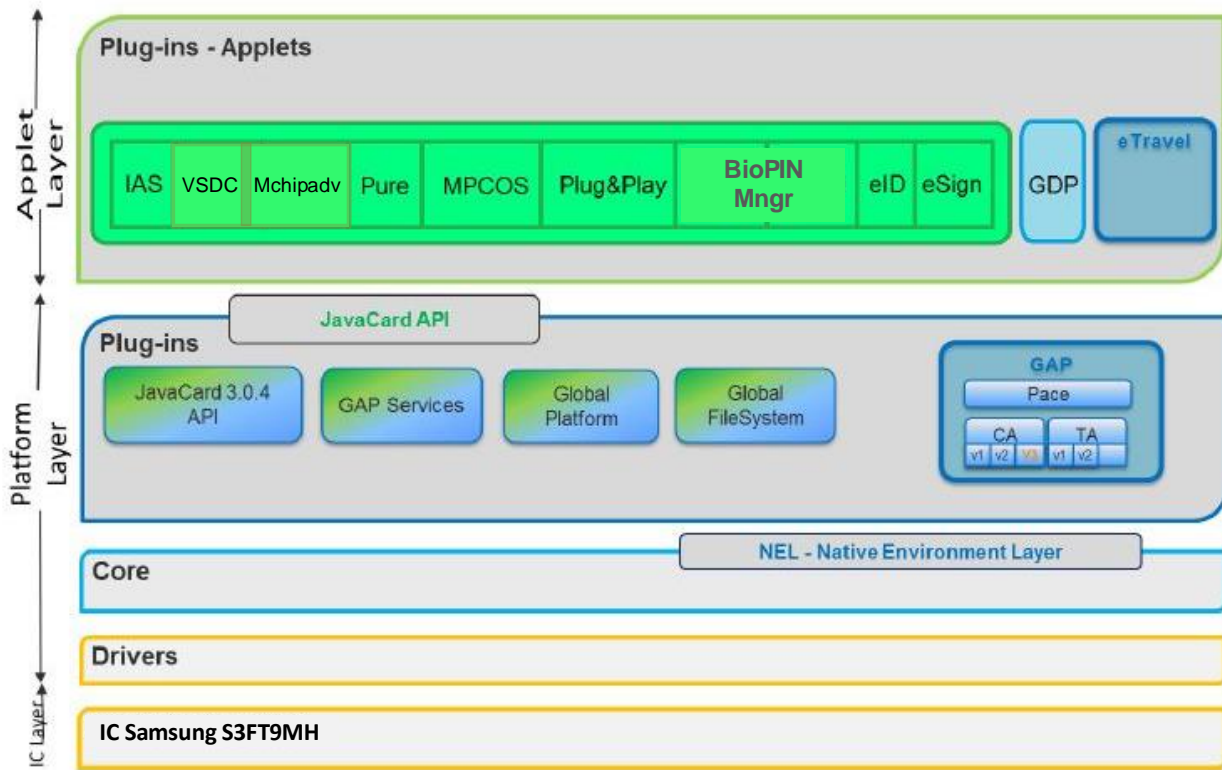 Applet
Layer
Plug-ins - Applets
IAS
VSDC
Mchipadv
Pure
MPCOS
Plug&Play
BioPIN
Mngr
eID
eSign
GDP
eTravel
Platform
Layer
JavaCard API
Plug-ins
JavaCard 3.0.4
API
GAP Services
Global
Platform
Global
FileSystem
GAP
Pace
CA
TA
v1 v2 V3 v1 v2
NEL - Native Environment Layer
Core
Drivers
IC Layer
IC Samsung S3FT9MH